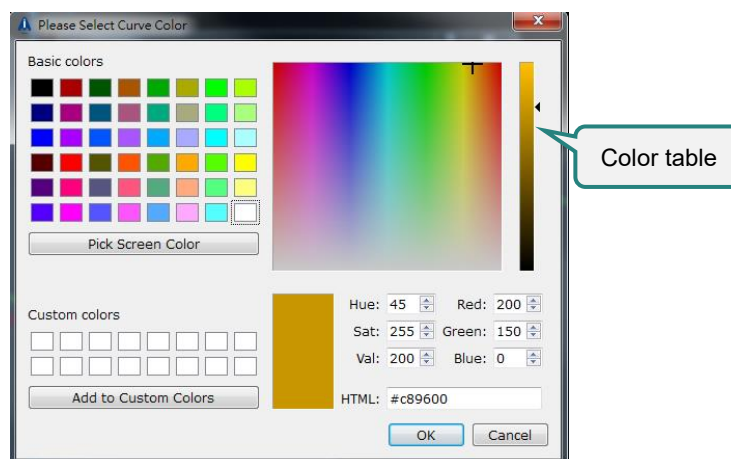 Please Select Curve Color
Basic colors
Pick Screen Color
Custom colors
Add to Custom Colors
Hue: 45 Red: 200
Sat: 255 Green: 150
Val: 200 Blue: 0
HTML: #c89600
OK Cancel
Color table